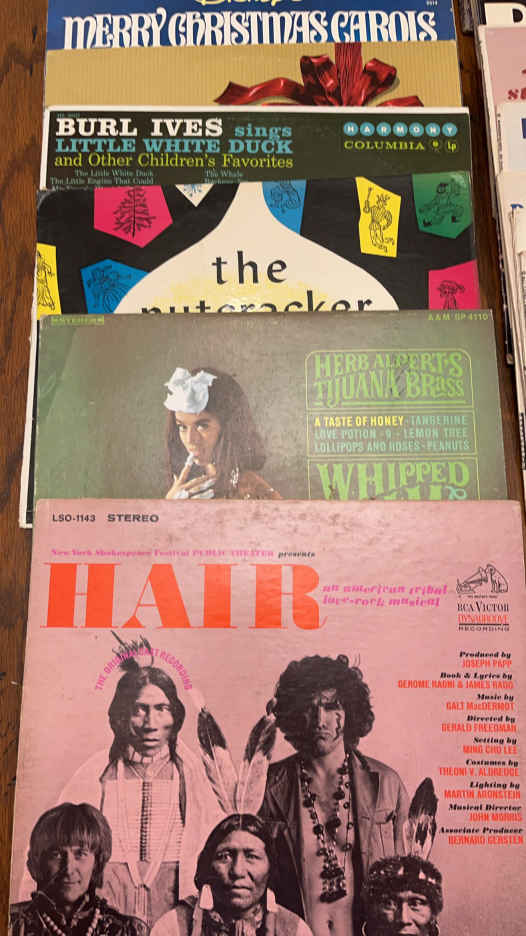 MERRY CHRISTMAS CAROLS
BURL IVES sings
LITTLE WHITE DUCK
and Other Children's Favorites
The Little White Duck
The Little Engine That Could
The Whale
HARMONY
COLUMBIA
Lp
the
nutcracker
STEREO
A&M SP 4110
HERB ALPERT'S
TIJUANA BRASS
A TASTE OF HONEY · TANGERINE
LOVE POTION · 9 · LEMON TREE
LOLLIPOPS AND ROSES · PEANUTS
WHIPPED
LSO-1143 STEREO
New York Shakespeare Festival PUBLIC THEATER presents
HAIR
an american tribal
love-rock musical
THE ORIGINAL CAST RECORDING
RCA VICTOR
DYNAGROOVE
RECORDING
Produced by
JOSEPH PAPP
Book & Lyrics by
GEROME RAGNI & JAMES RADO
Music by
GALT MacDERMOT
Directed by
GERALD FREEDMAN
Setting by
MING CHO LEE
Costumes by
THEONI V. ALDREDGE
Lighting by
MARTIN ARONSTEIN
Musical Director
JOHN MORRIS
Associate Producer
BERNARD GERSTEN